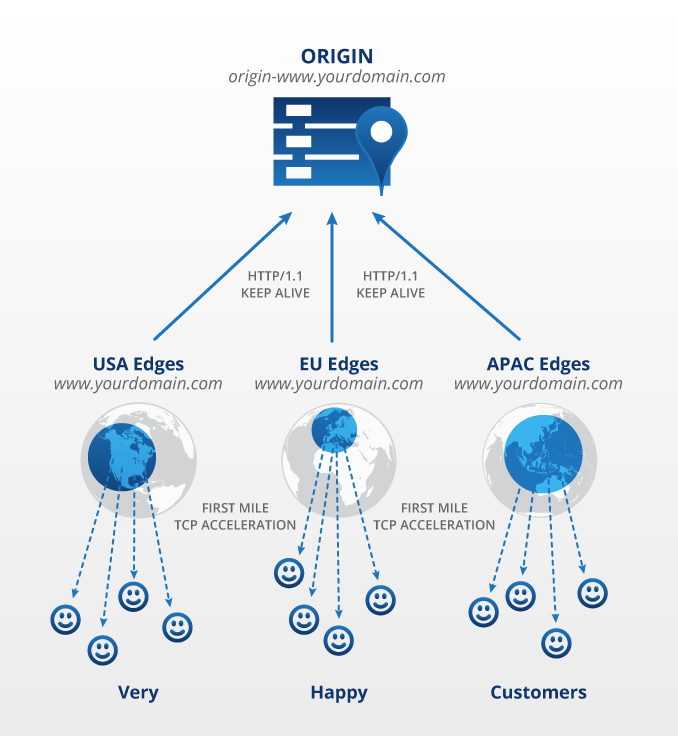 ORIGIN
origin-www.yourdomain.com
HTTP/1.1
KEEP ALIVE
HTTP/1.1
KEEP ALIVE
USA Edges
www.yourdomain.com
EU Edges
www.yourdomain.com
APAC Edges
www.yourdomain.com
FIRST MILE
TCP ACCELERATION
FIRST MILE
TCP ACCELERATION
Very
Happy
Customers